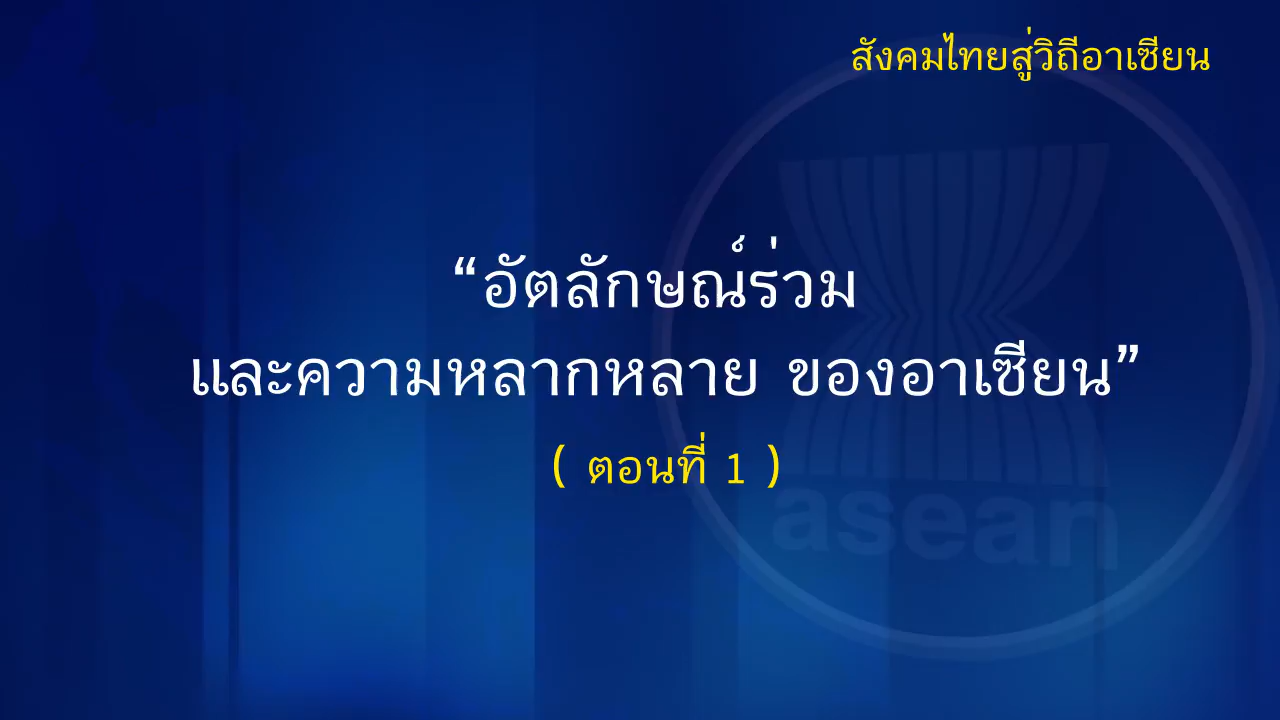 สังคมไทยสู่วิถีอาเซียน
“อัตลักษณ์ร่วม
และความหลากหลาย ของอาเซียน”
( ตอนที่ 1 )
asean